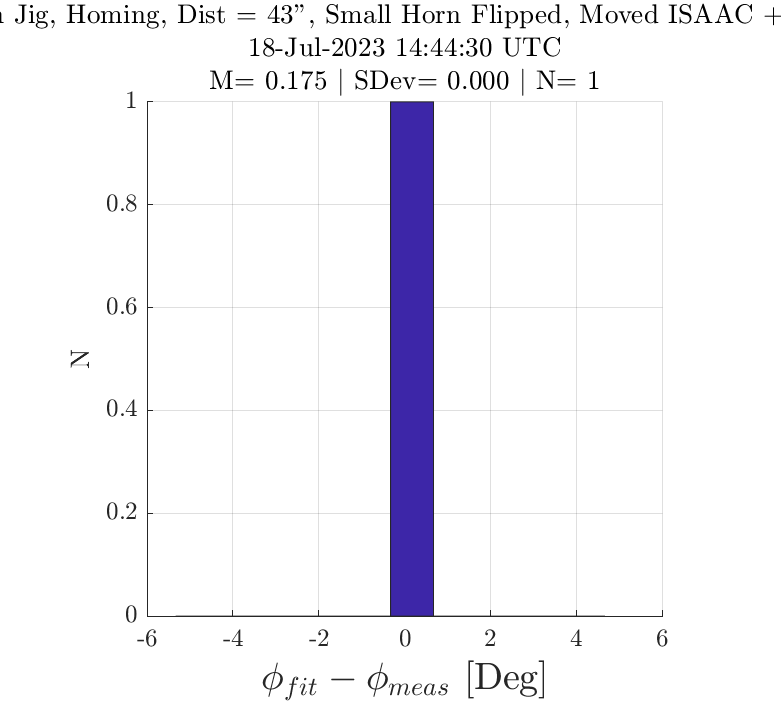 Jig, Homing, Dist = 43”, Small Horn Flipped, Moved ISAAC +
18-Jul-2023 14:44:30 UTC
M= 0.175 | SDev= 0.000 | N= 1
1
0.8
0.6
0.4
0.2
0
N
-6 -4 -2 0 2 4 6
ϕ_fit − ϕ_meas [Deg]